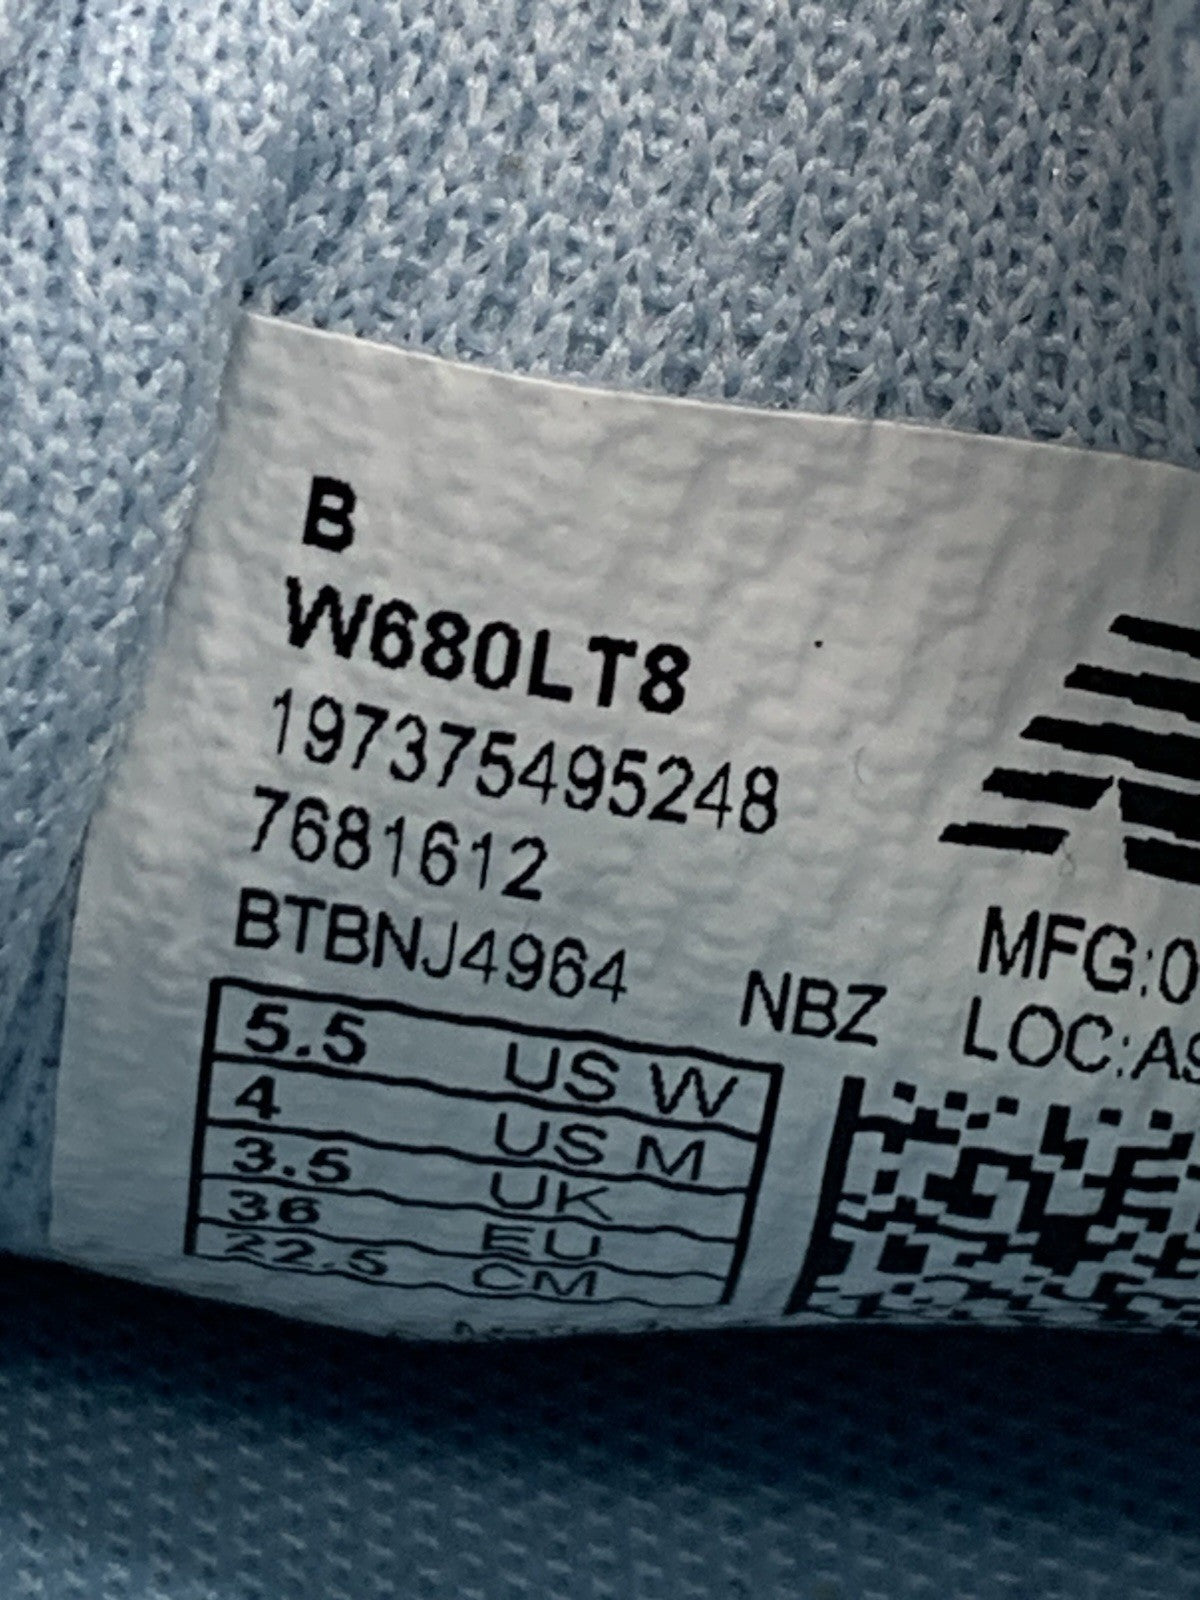 B
W680LT8
197375495248
7681612
BTBNJ4964
NBZ
MFG:0
LOC:AS
5.5 US W
4 US M
3.5 UK
36 EU
22.5 CM